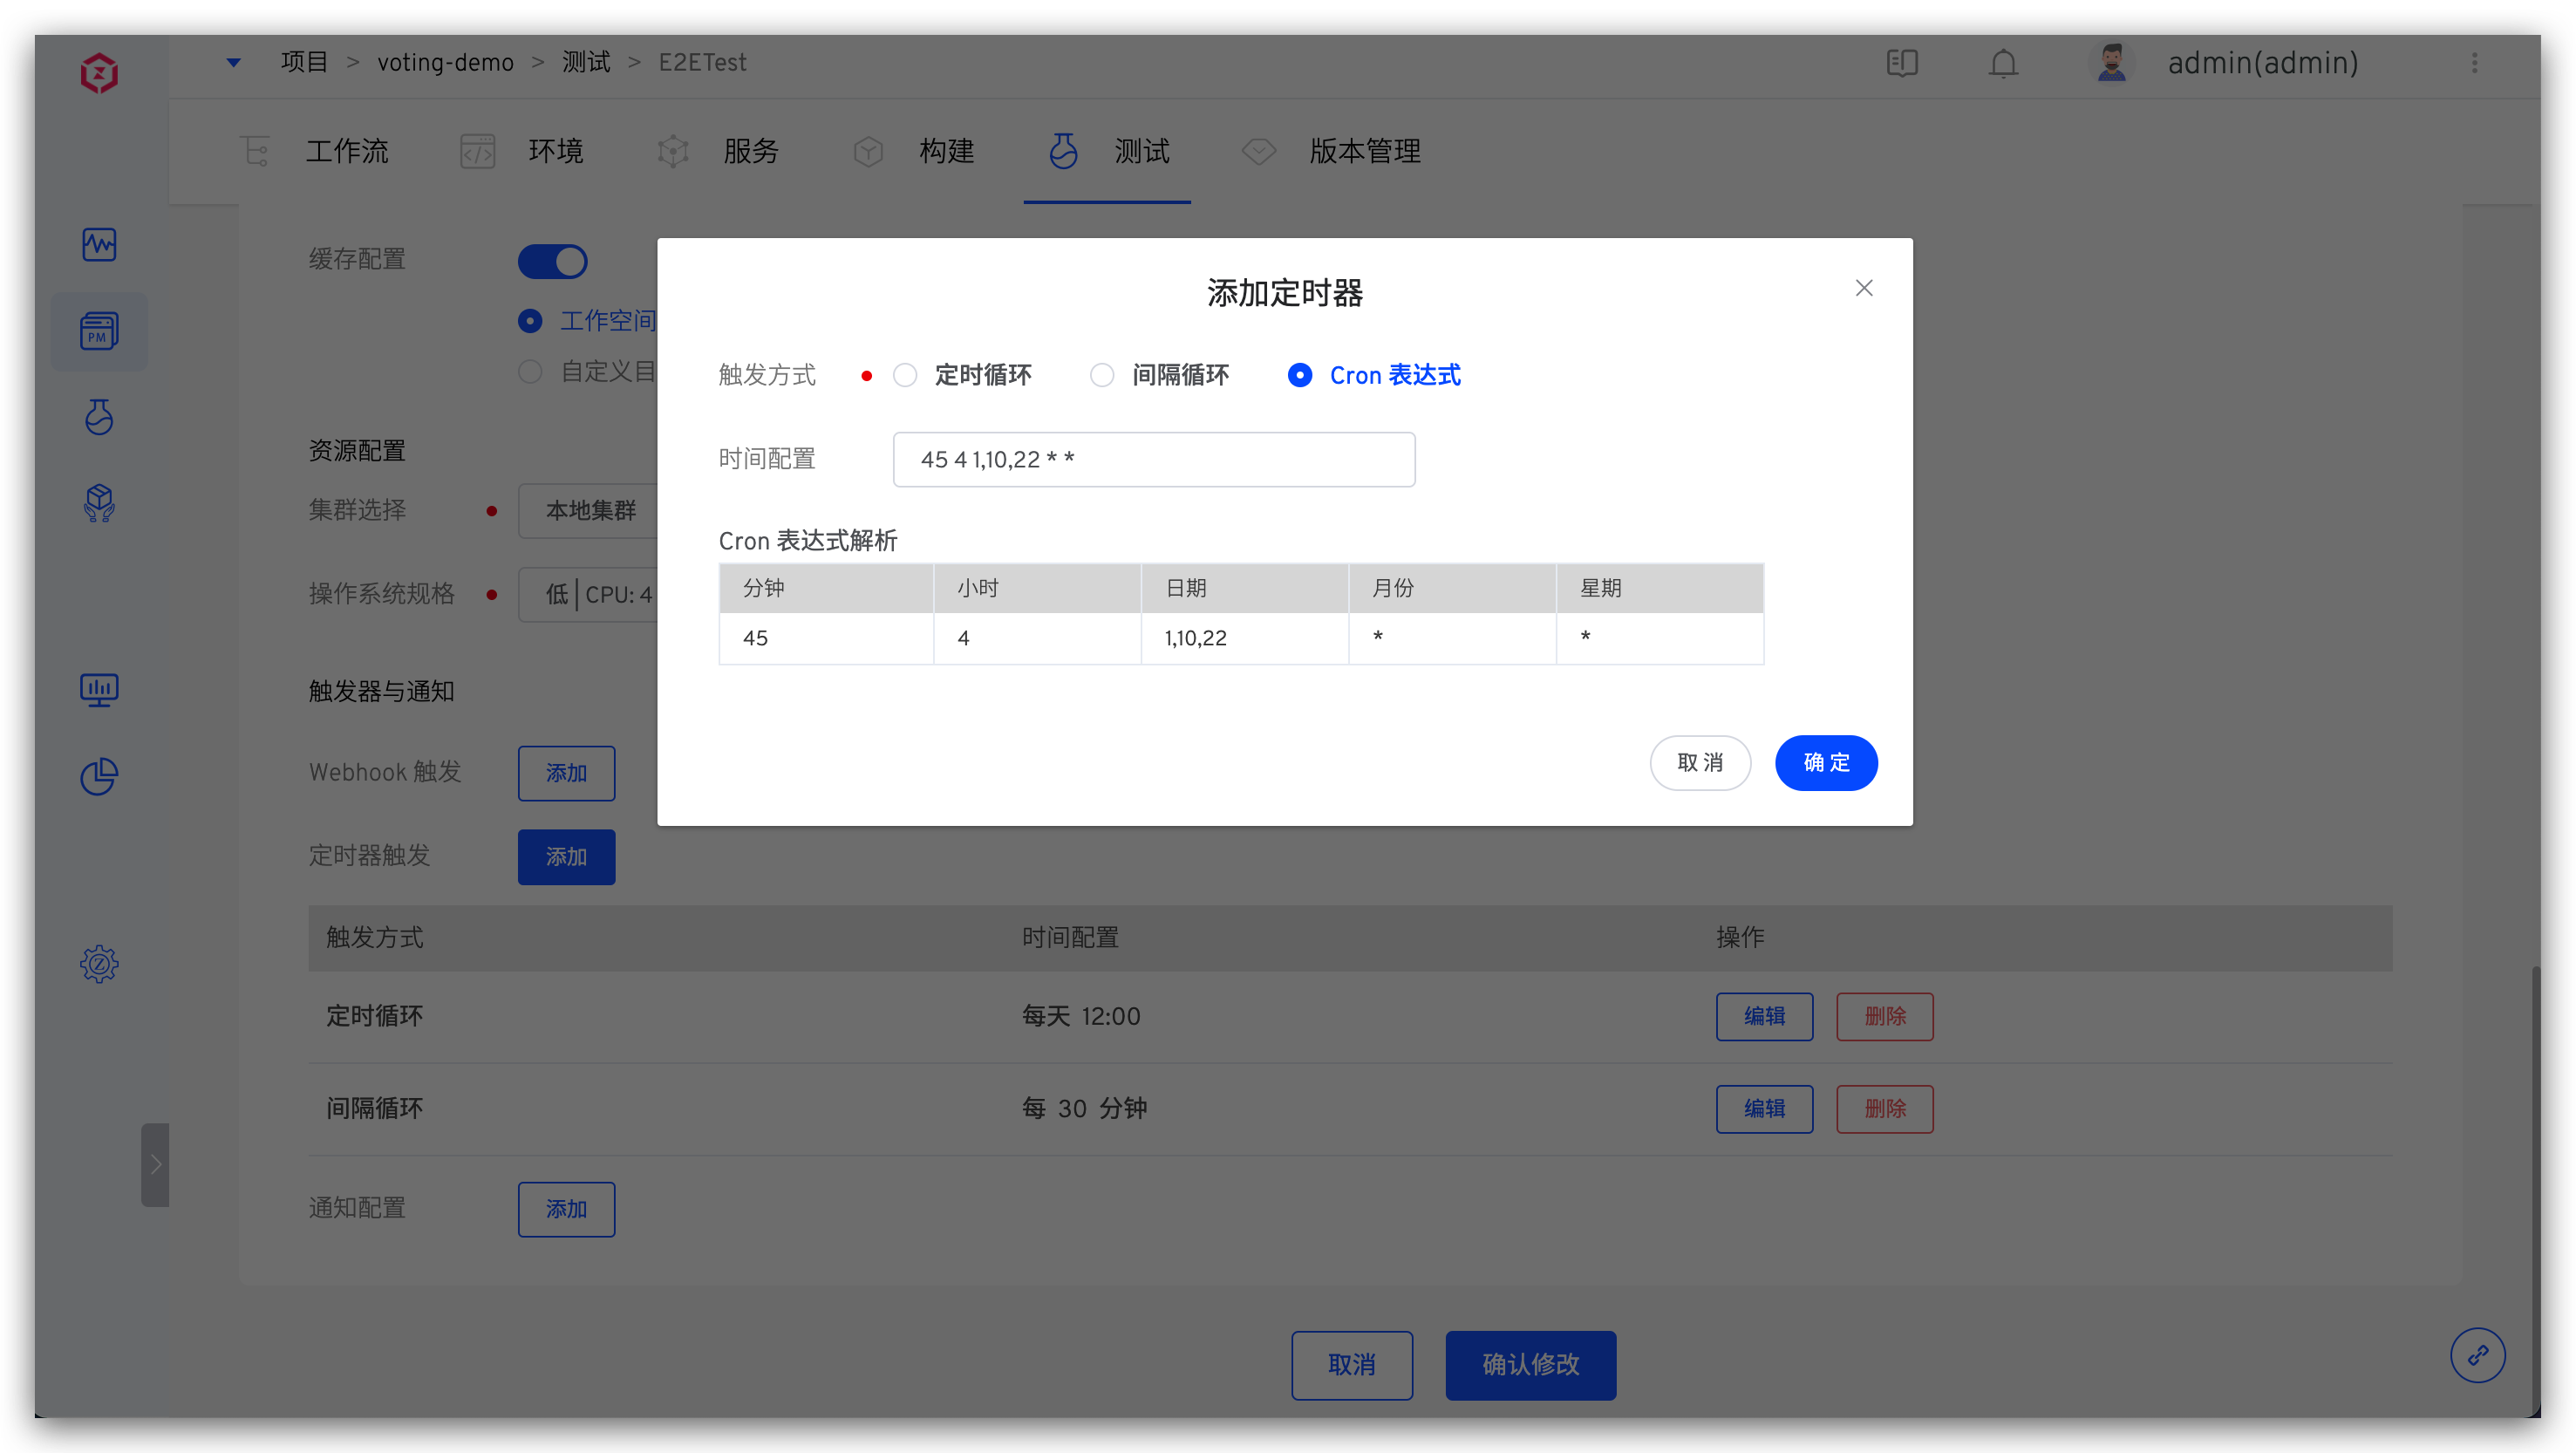 项目 > voting-demo > 测试 > E2ETest
admin(admin)
工作流 环境 服务 构建 测试 版本管理
PM
缓存配置
工作空间
自定义目
资源配置
集群选择 本地集群
操作系统规格 低 | CPU: 4
触发器与通知
Webhook 触发 添加
定时器触发 添加
添加定时器
触发方式 定时循环 间隔循环 Cron 表达式
时间配置 45 4 1,10,22 * *
Cron 表达式解析
分钟 小时 日期 月份 星期
45 4 1,10,22 * *
取消 确定
触发方式 时间配置 操作
定时循环 每天 12:00 编辑 删除
间隔循环 每 30 分钟 编辑 删除
通知配置 添加
取消 确认修改